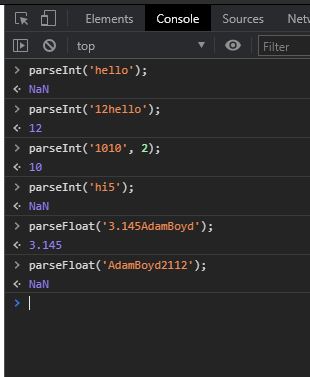 Elements Console Sources Netw
top Filter
> parseInt('hello');
< NaN
> parseInt('12hello');
< 12
> parseInt('1010', 2);
< 10
> parseInt('hi5');
< NaN
> parseFloat('3.145AdamBoyd');
< 3.145
> parseFloat('AdamBoyd2112');
< NaN
>